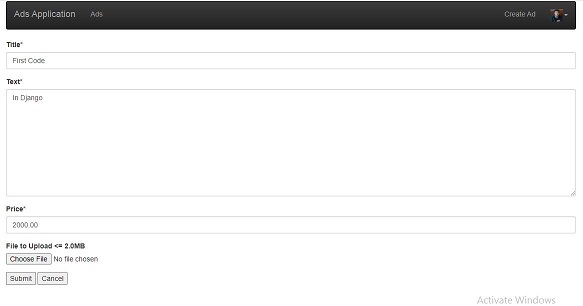 Ads Application Ads Create Ad
Title*
First Code
Text*
In Django
Price*
2000.00
File to Upload <= 2.0MB
Choose File No file chosen
Submit Cancel
Activate Windows